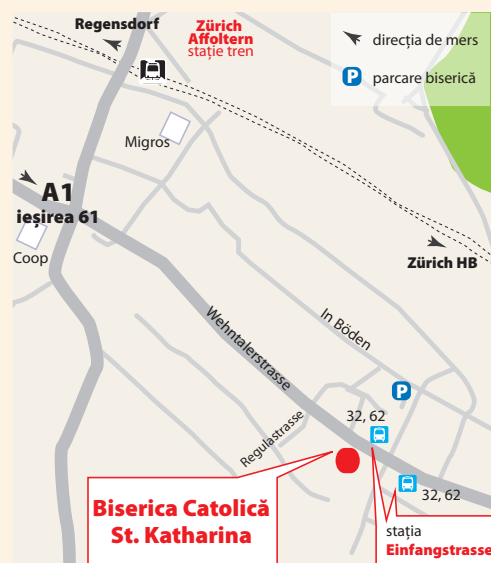 Regensdorf
Zürich
Affoltern
stație tren
direcția de mers
P parcare biserică
Migros
A1
ieșirea 61
Coop
Zürich HB
In Böden
Wehntalerstrasse
P
32, 62
Regulastrasse
32, 62
Biserica Catolică
St. Katharina
stația
Einfangstrasse